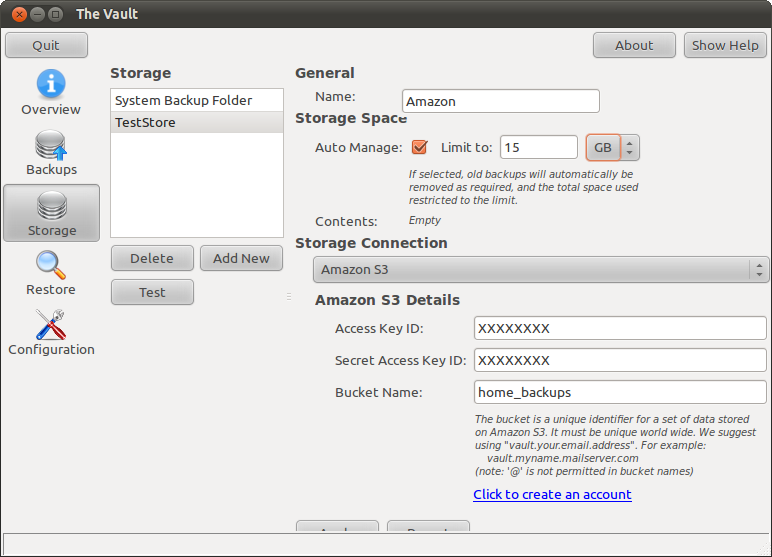 The Vault
Quit
About
Show Help
Overview
Backups
Storage
Restore
Configuration
Storage
System Backup Folder
TestStore
Delete
Add New
Test
General
Name: Amazon
Storage Space
Auto Manage: Limit to: 15 GB
If selected, old backups will automatically be
removed as required, and the total space used
restricted to the limit.
Contents: Empty
Storage Connection
Amazon S3
Amazon S3 Details
Access Key ID: XXXXXXXX
Secret Access Key ID: XXXXXXXX
Bucket Name: home_backups
The bucket is a unique identifier for a set of data stored
on Amazon S3. It must be unique world wide. We suggest
using "vault.your.email.address". For example:
vault.myname.mailserver.com
(note: '@' is not permitted in bucket names)
Click to create an account